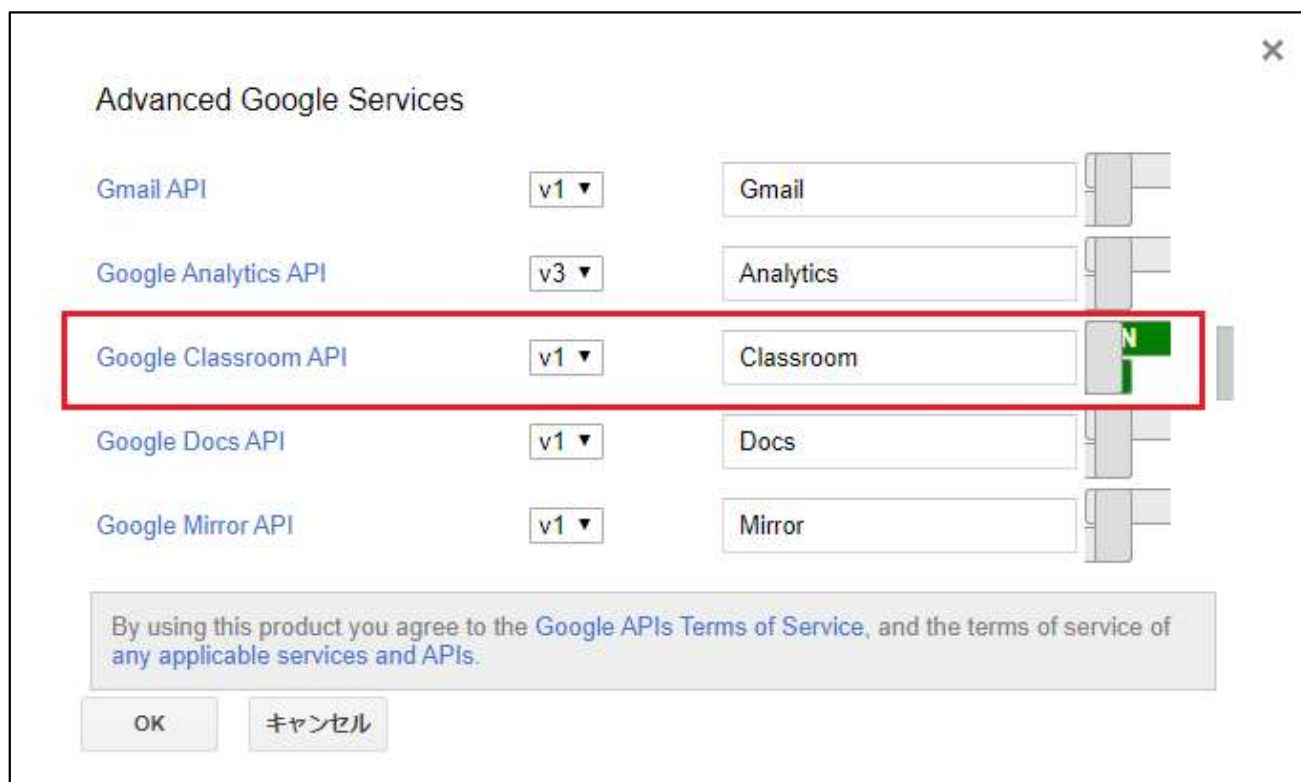 Advanced Google Services
Gmail API v1 Gmail
Google Analytics API v3 Analytics
Google Classroom API v1 Classroom N
Google Docs API v1 Docs
Google Mirror API v1 Mirror
By using this product you agree to the Google APIs Terms of Service, and the terms of service of
any applicable services and APIs.
OK キャンセル